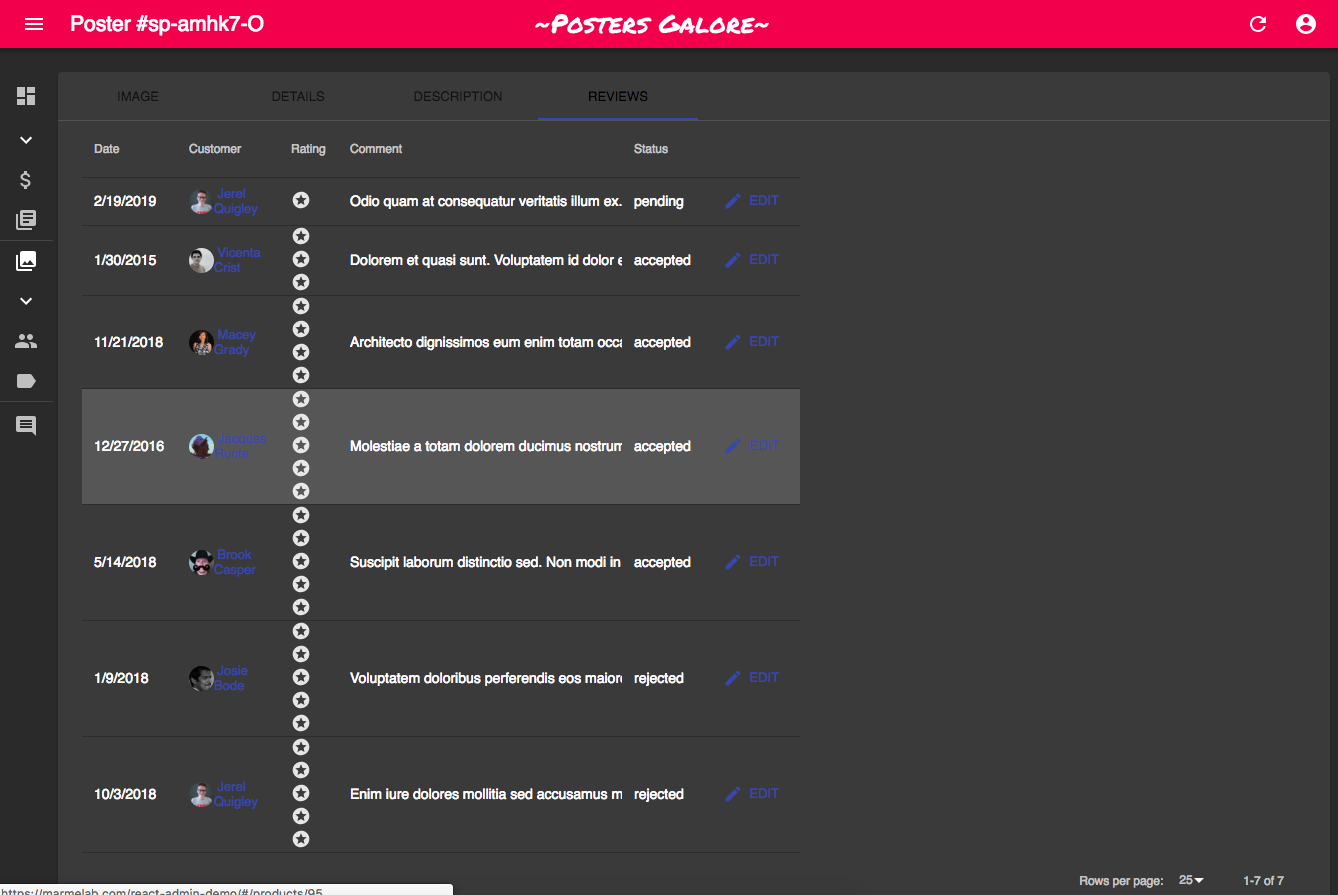 Poster #sp-amhk7-O
~Posters Galore~
IMAGE DETAILS DESCRIPTION REVIEWS
Date Customer Rating Comment Status
2/19/2019 Jerel Quigley Odio quam at consequatur veritatis illum ex. pending EDIT
1/30/2015 Vicenta Crist Dolorem et quasi sunt. Voluptatem id dolor e accepted EDIT
11/21/2018 Macey Grady Architecto dignissimos eum enim totam occa accepted EDIT
12/27/2016 Jacques Runte Molestiae a totam dolorem ducimus nostrum accepted EDIT
5/14/2018 Brook Casper Suscipit laborum distinctio sed. Non modi in accepted EDIT
1/9/2018 Josie Bode Voluptatem doloribus perferendis eos maiore rejected EDIT
10/3/2018 Jerel Quigley Enim iure dolores mollitia sed accusamus m rejected EDIT
Rows per page: 25 1-7 of 7
https://marmelab.com/react-admin-demo/#/products/95